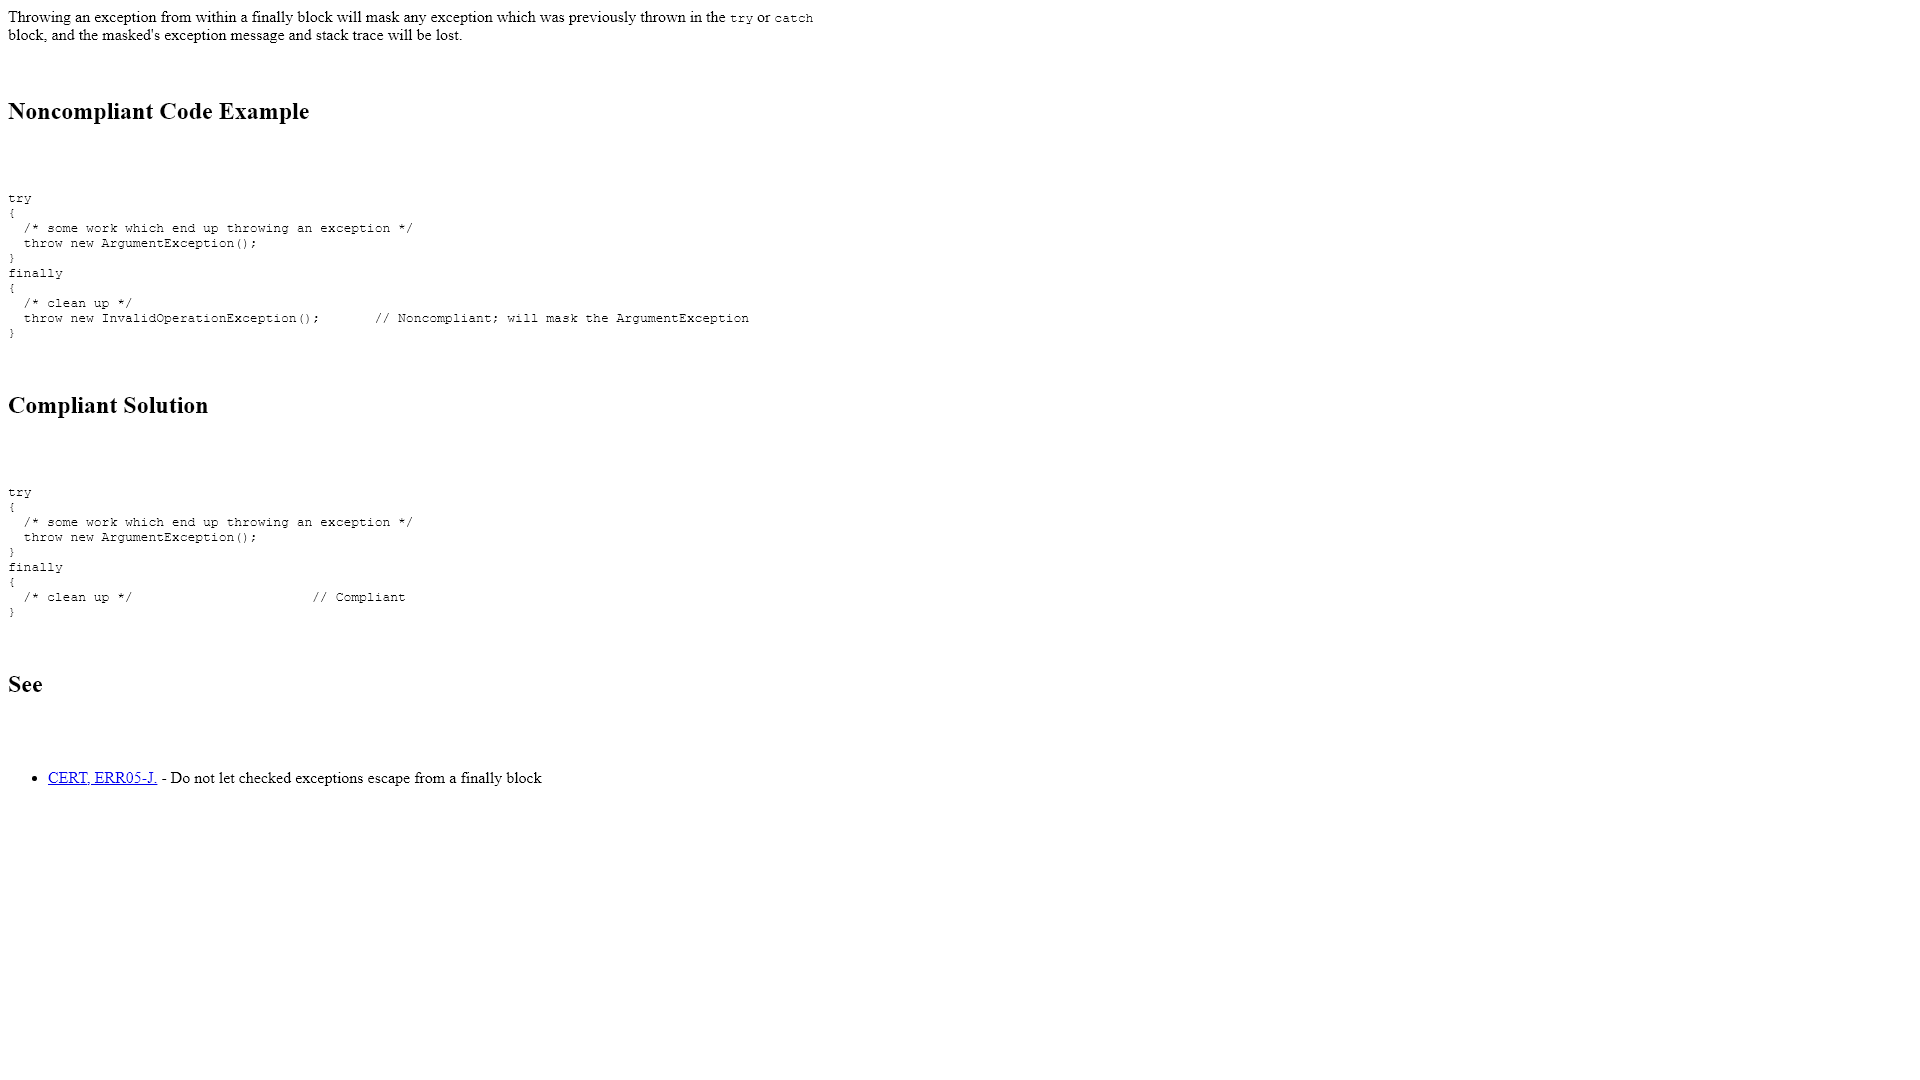 Throwing an exception from within a finally block will mask any exception which was previously thrown in the try or catch
block, and the masked's exception message and stack trace will be lost.
Noncompliant Code Example
try
{
  /* some work which end up throwing an exception */
  throw new ArgumentException();
}
finally
{
  /* clean up */
  throw new InvalidOperationException();       // Noncompliant; will mask the ArgumentException
}
Compliant Solution
try
{
  /* some work which end up throwing an exception */
  throw new ArgumentException();
}
finally
{
  /* clean up */                       // Compliant
}
See
• CERT, ERR05-J. - Do not let checked exceptions escape from a finally block